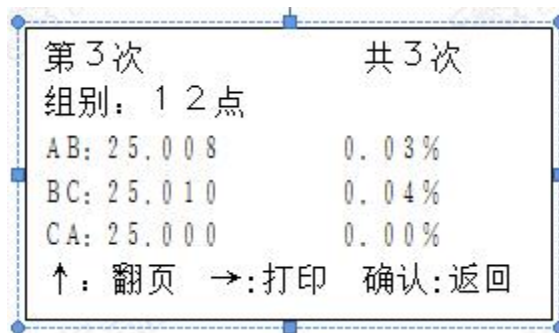 第3次 共3次
组别：12点
AB:25.008 0.03%
BC:25.010 0.04%
CA:25.000 0.00%
↑：翻页 →:打印 确认:返回